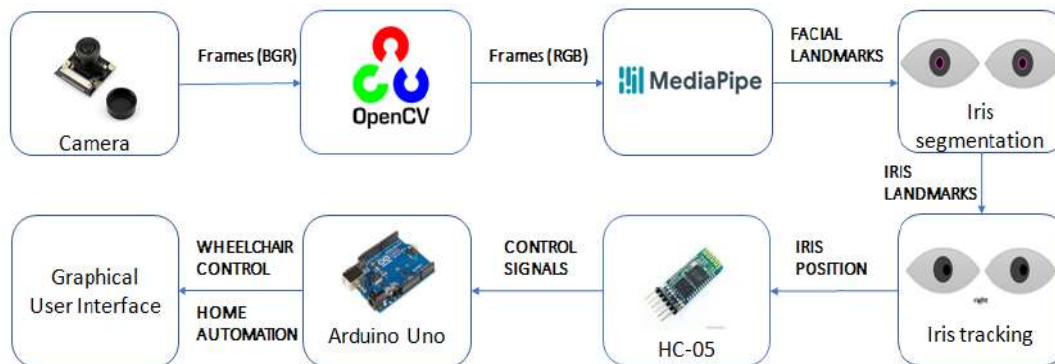 Camera
Frames (BGR)
OpenCV
Frames (RGB)
MediaPipe
FACIAL
LANDMARKS
Iris
segmentation
IRIS
LANDMARKS
right
Iris tracking
IRIS
POSITION
HC-05
CONTROL
SIGNALS
Arduino Uno
WHEELCHAIR
CONTROL
HOME
AUTOMATION
Graphical
User Interface